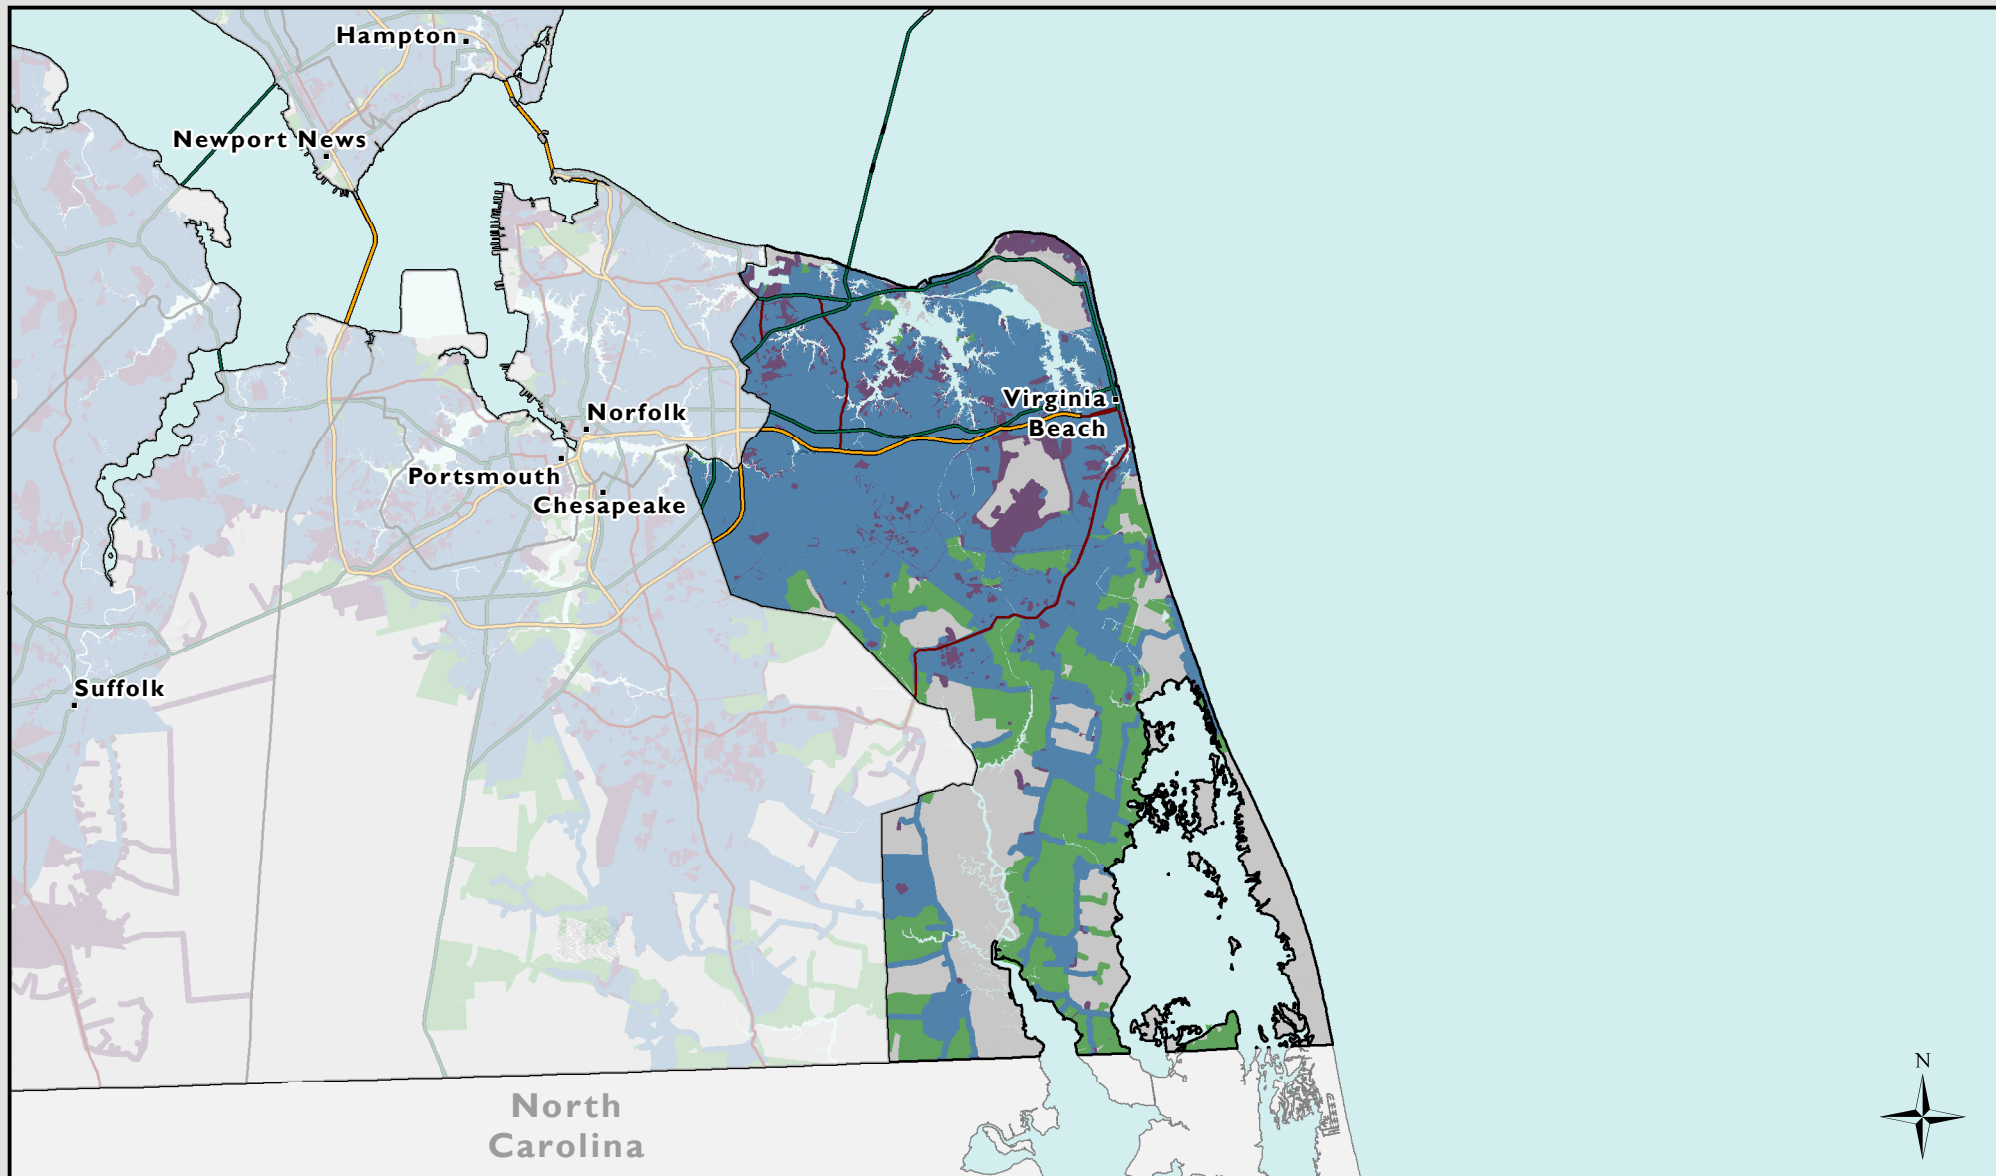 Hampton
Newport News
Norfolk
Virginia
Beach
Portsmouth
Chesapeake
Suffolk
N
North
Carolina